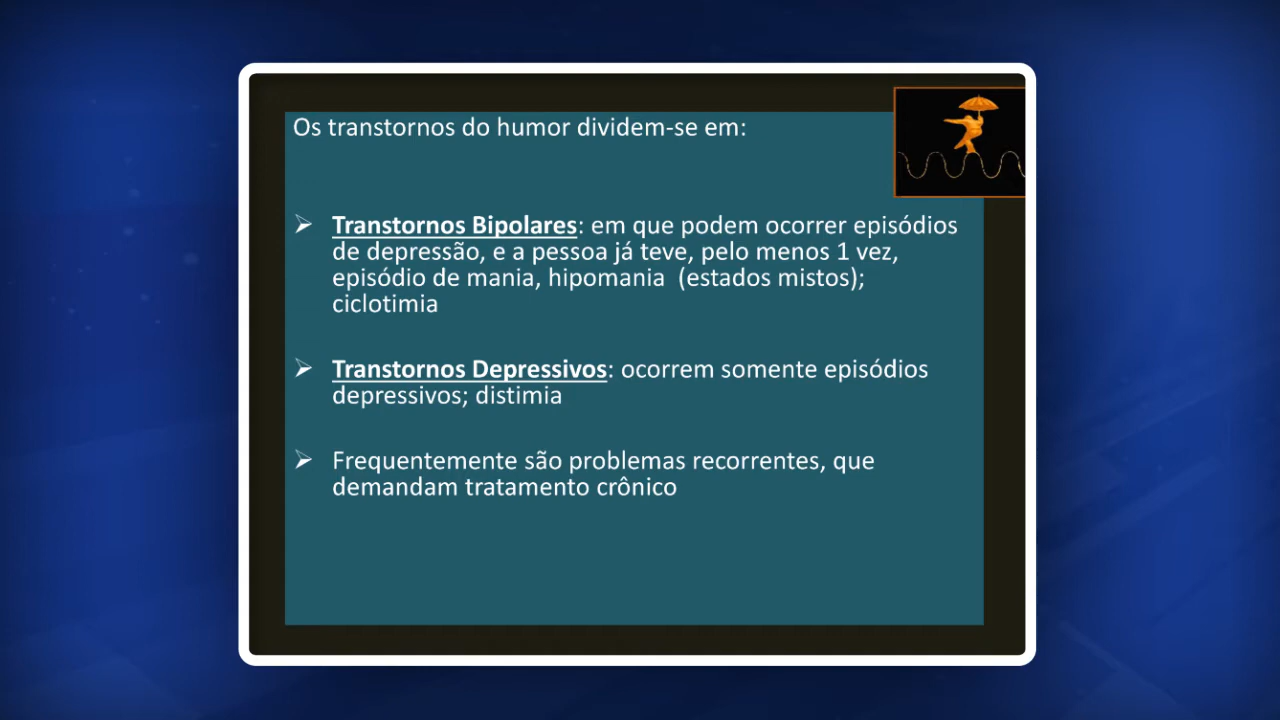 Os transtornos do humor dividem-se em:
➢ Transtornos Bipolares: em que podem ocorrer episódios
de depressão, e a pessoa já teve, pelo menos 1 vez,
episódio de mania, hipomania (estados mistos);
ciclotimia
➢ Transtornos Depressivos: ocorrem somente episódios
depressivos; distimia
➢ Frequentemente são problemas recorrentes, que
demandam tratamento crônico